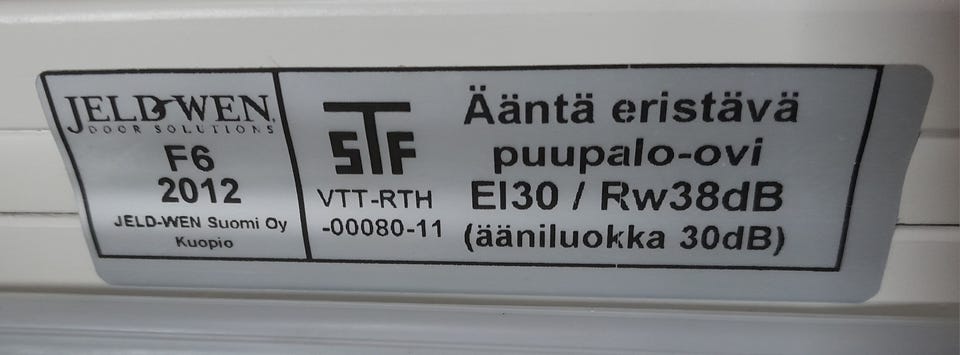 JELD-WEN
DOOR SOLUTIONS
F6
2012
JELD-WEN Suomi Oy
Kuopio
STF
VTT-RTH
-00080-11
Ääntä eristävä
puupalo-ovi
EI30 / Rw38dB
(ääniluokka 30dB)